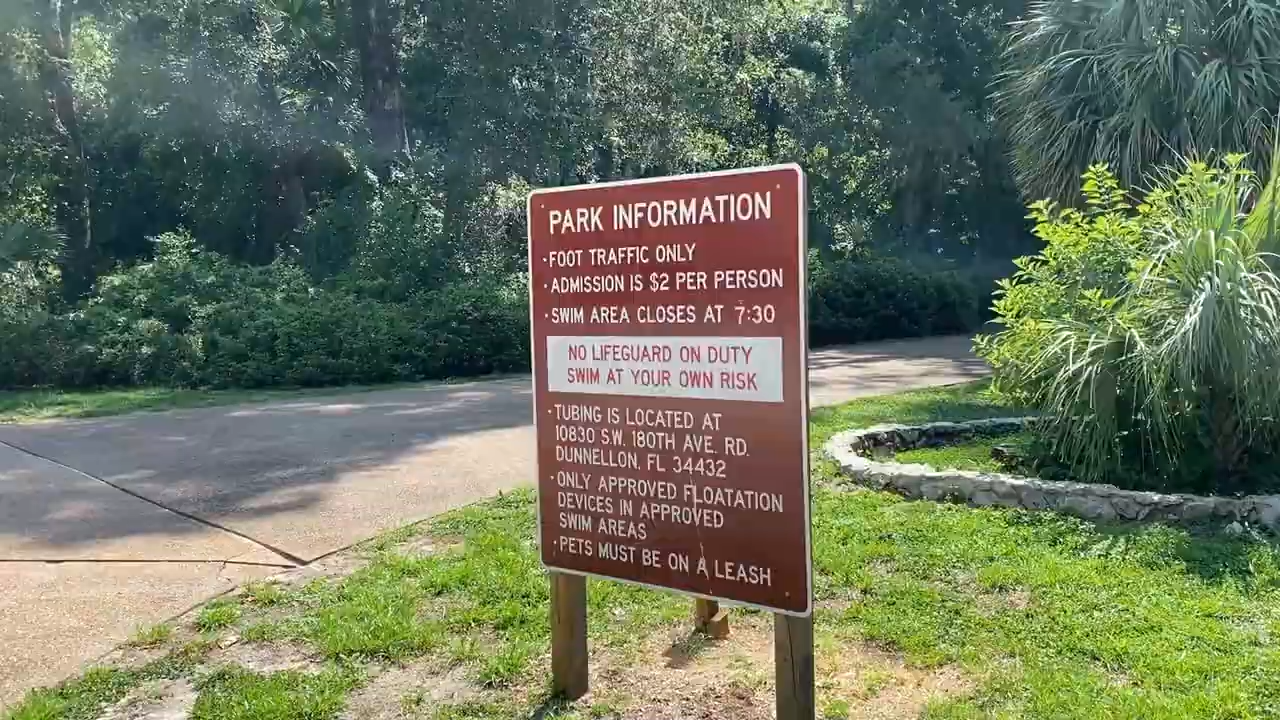 PARK INFORMATION
· FOOT TRAFFIC ONLY
· ADMISSION IS $2 PER PERSON
· SWIM AREA CLOSES AT 7:30
NO LIFEGUARD ON DUTY
SWIM AT YOUR OWN RISK
· TUBING IS LOCATED AT
10830 S.W. 180TH AVE. RD.
DUNNELLON, FL 34432
· ONLY APPROVED FLOATATION
DEVICES IN APPROVED
SWIM AREAS
· PETS MUST BE ON A LEASH